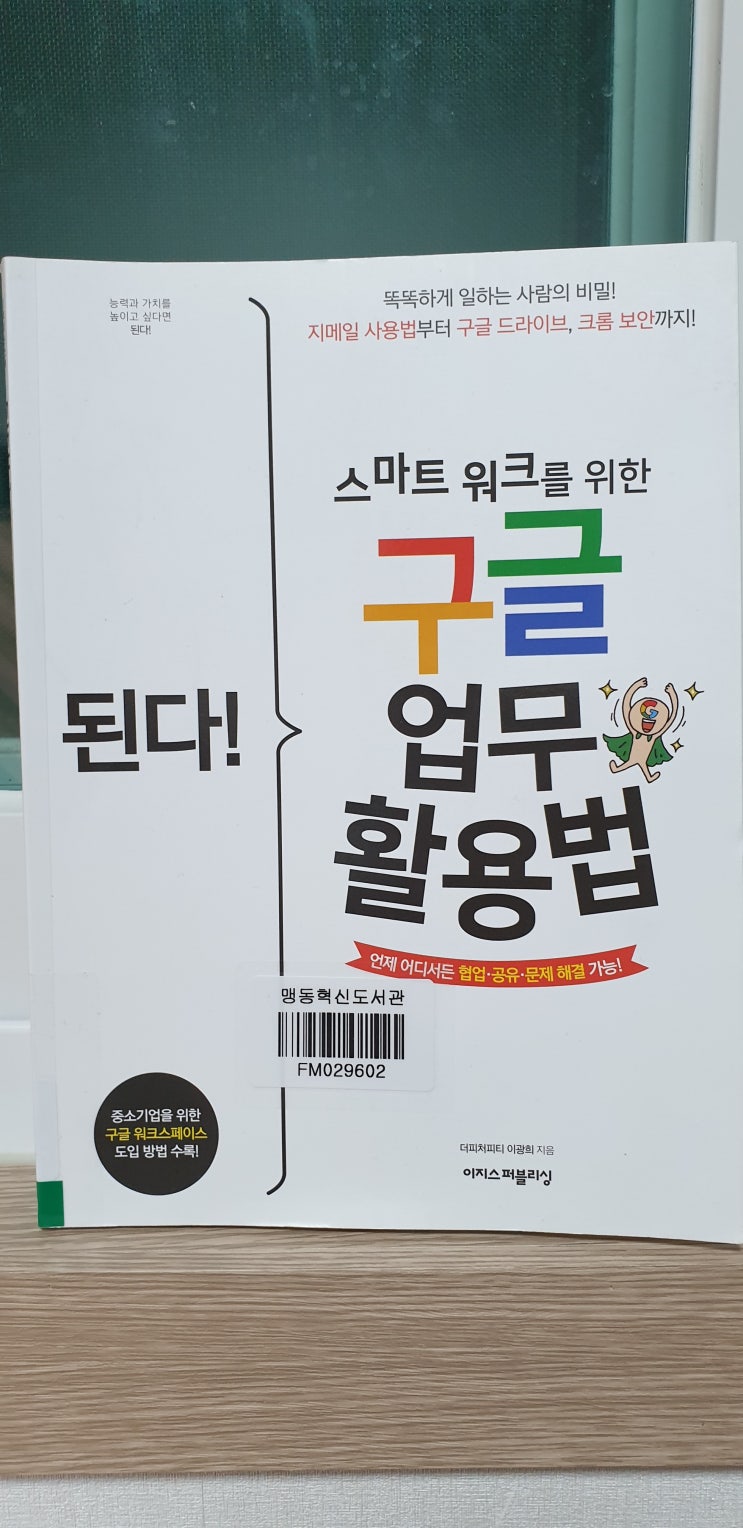 능력과 가치를
높이고 싶다면
된다!
똑똑하게 일하는 사람의 비밀!
지메일 사용법부터 구글 드라이브, 크롬 보안까지!
스마트 워크를 위한
구글
업무
활용법
G
된다!
언제 어디서든 협업·공유·문제 해결 가능!
맹동혁신도서관
FM029602
중소기업을 위한
구글 워크스페이스
도입 방법 수록!
더피처피티 이광희 지음
이지스퍼블리싱